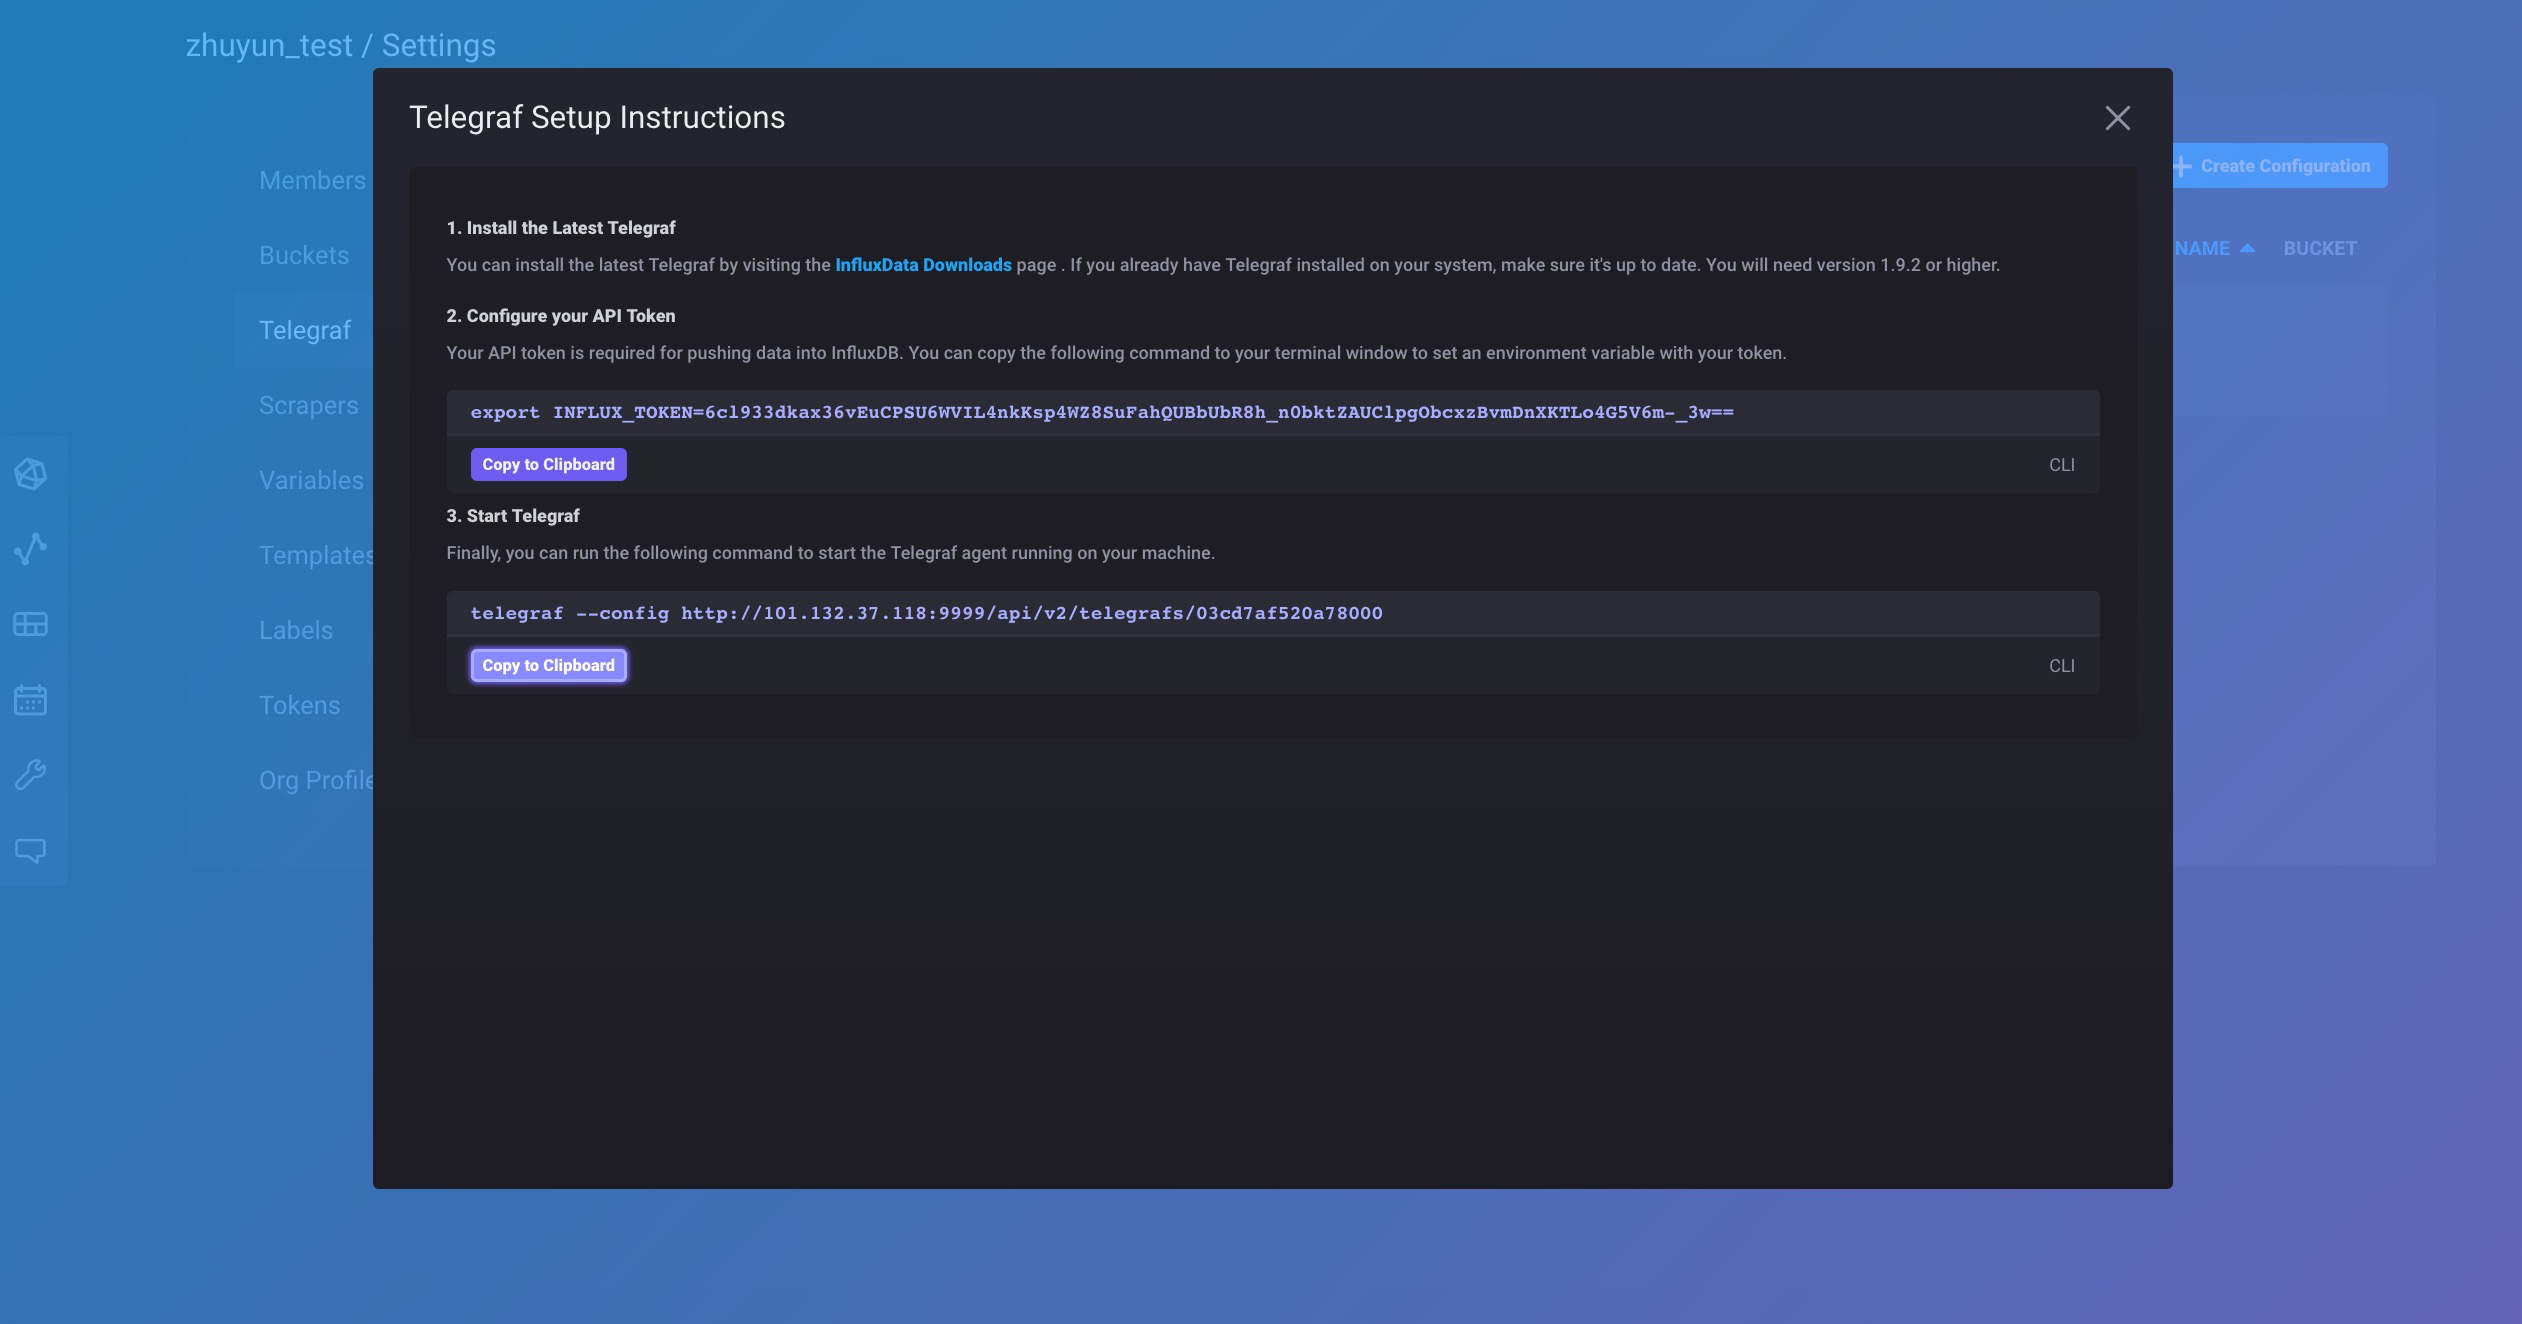 zhuyun_test / Settings
Telegraf Setup Instructions
Members
Buckets
Telegraf
Scrapers
Variables
Templates
Labels
Tokens
Org Profile
Create Configuration
NAME BUCKET
1. Install the Latest Telegraf
You can install the latest Telegraf by visiting the InfluxData Downloads page . If you already have Telegraf installed on your system, make sure it's up to date. You will need version 1.9.2 or higher.
2. Configure your API Token
Your API token is required for pushing data into InfluxDB. You can copy the following command to your terminal window to set an environment variable with your token.
export INFLUX_TOKEN=6cl933dkax36vEuCPSU6WVIL4nkKsp4WZ8SuFahQUBbUbR8h_n0bktZAUClpgObcxzBvmDnXKTLo4G5V6m-_3w==
Copy to Clipboard CLI
3. Start Telegraf
Finally, you can run the following command to start the Telegraf agent running on your machine.
telegraf --config http://101.132.37.118:9999/api/v2/telegrafs/03cd7af520a78000
Copy to Clipboard CLI